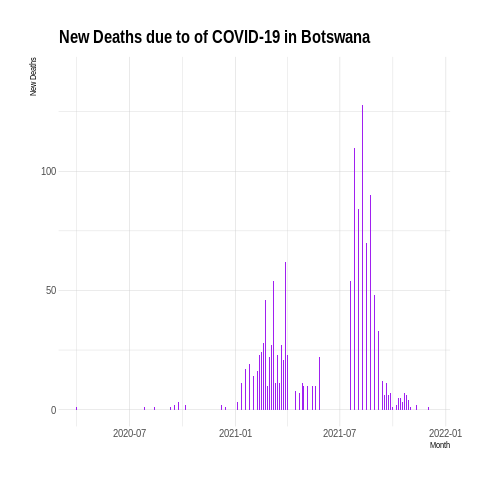 New Deaths due to of COVID-19 in Botswana
New Deaths
100
50
0
2020-07
2021-01
2021-07
2022-01
Month